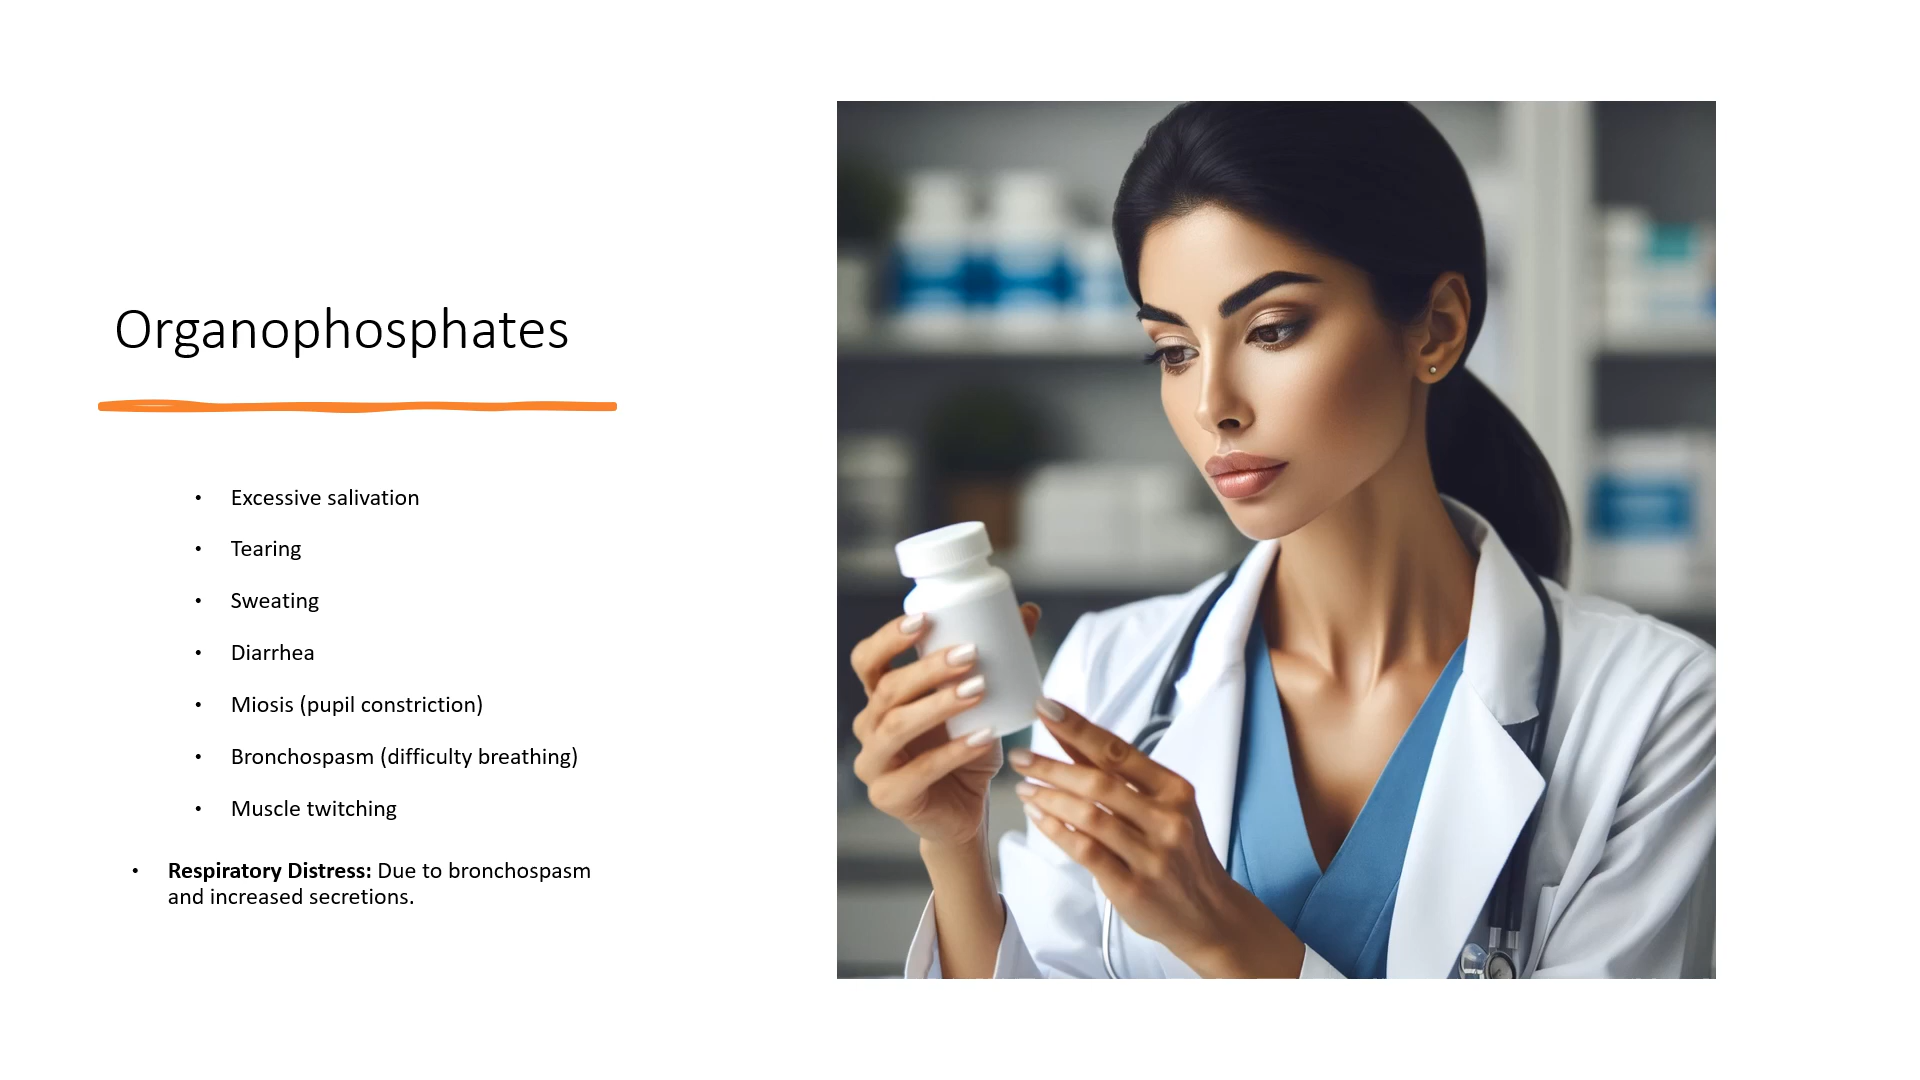 Organophosphates
• Excessive salivation
• Tearing
• Sweating
• Diarrhea
• Miosis (pupil constriction)
• Bronchospasm (difficulty breathing)
• Muscle twitching
• Respiratory Distress: Due to bronchospasm
and increased secretions.